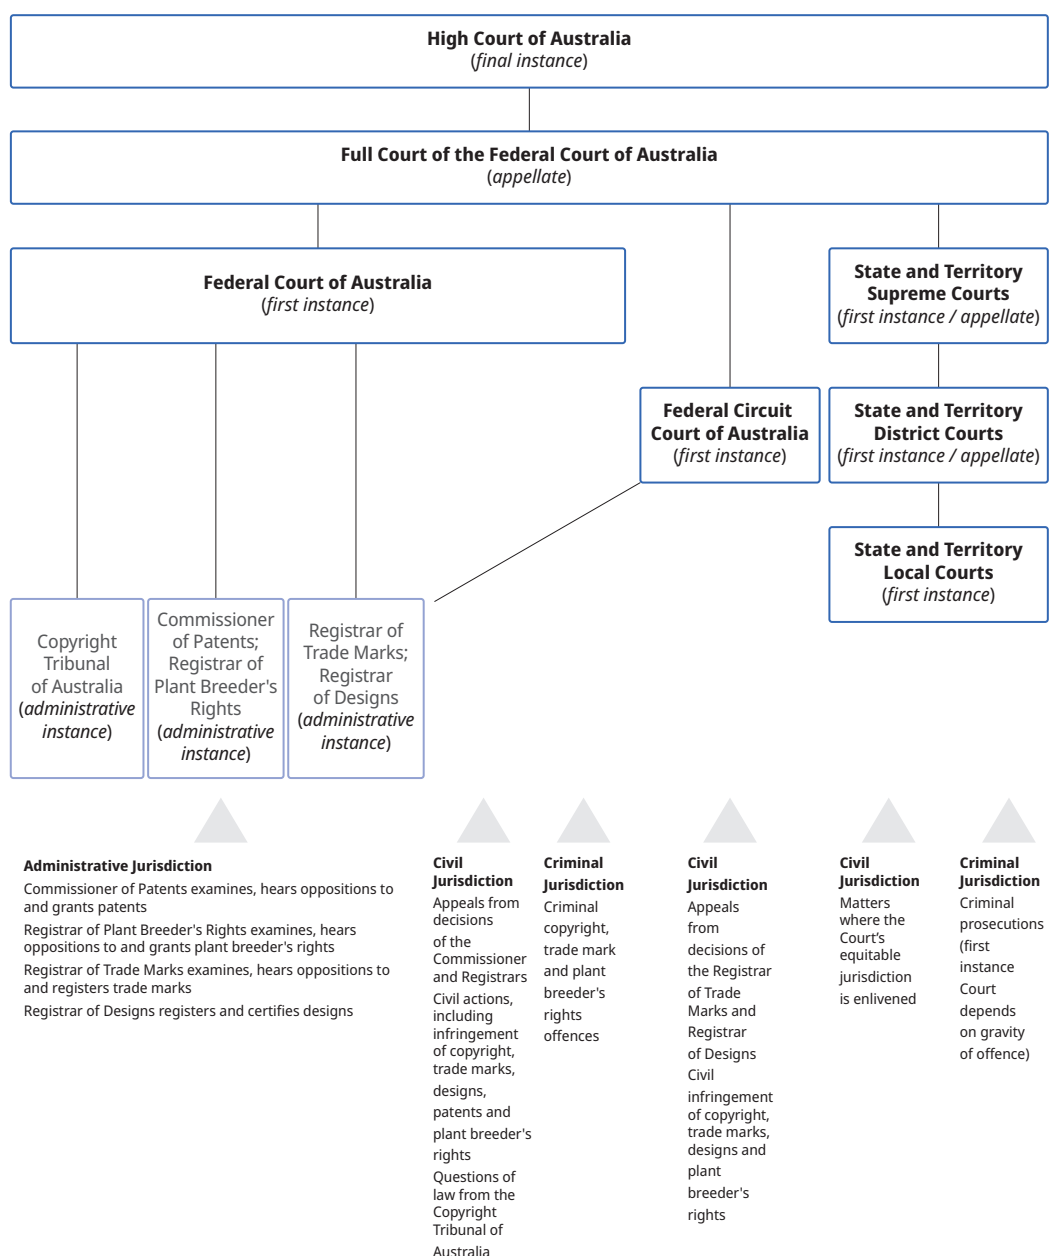 High Court of Australia
(final instance)
Full Court of the Federal Court of Australia
(appellate)
Federal Court of Australia
(first instance)
State and Territory
Supreme Courts
(first instance / appellate)
Federal Circuit
Court of Australia
(first instance)
State and Territory
District Courts
(first instance / appellate)
State and Territory
Local Courts
(first instance)
Copyright
Tribunal
of Australia
(administrative
instance)
Commissioner
of Patents;
Registrar of
Plant Breeder's
Rights
(administrative
instance)
Registrar of
Trade Marks;
Registrar
of Designs
(administrative
instance)
Administrative Jurisdiction
Commissioner of Patents examines, hears oppositions to
and grants patents
Registrar of Plant Breeder's Rights examines, hears
oppositions to and grants plant breeder's rights
Registrar of Trade Marks examines, hears oppositions to
and registers trade marks
Registrar of Designs registers and certifies designs
Civil
Jurisdiction
Appeals from
decisions
of the
Commissioner
and Registrars
Civil actions,
including
infringement
of copyright,
trade marks,
designs,
patents and
plant breeder's
rights
Questions of
law from the
Copyright
Tribunal of
Australia
Criminal
Jurisdiction
Criminal
copyright,
trade mark
and plant
breeder's
rights
offences
Civil
Jurisdiction
Appeals
from
decisions of
the Registrar
of Trade
Marks and
Registrar
of Designs
Civil
infringement
of copyright,
trade marks,
designs and
plant
breeder's
rights
Civil
Jurisdiction
Matters
where the
Court's
equitable
jurisdiction
is enlivened
Criminal
Jurisdiction
Criminal
prosecutions
(first
instance
Court
depends
on gravity
of offence)